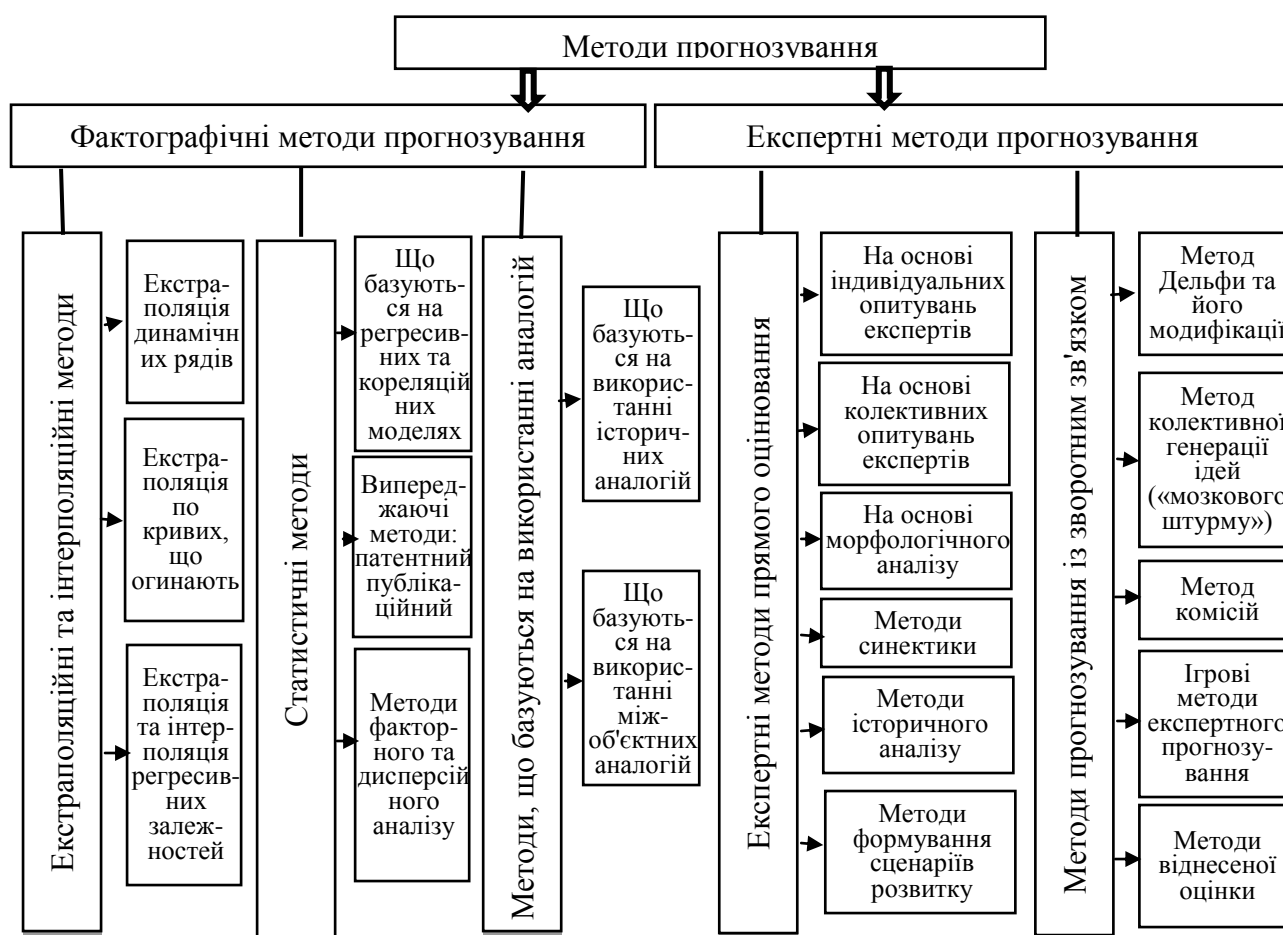 Методи прогнозування
Фактографічні методи прогнозування
Експертні методи прогнозування
Екстраполяційні та інтерполяційні методи
Екстра-
поляція
динамічн
их рядів
Екстра-
поляція
по
кривих,
що
огинають
Екстра-
поляція
та інтер-
поляція
регресив-
них
залеж-
ностей
Статистичні методи
Що
базують-
ся на
регресив-
них та
кореляцій
них
моделях
Виперед-
жаючі
методи:
патентний
публіка-
ційний
Методи
фактор-
ного та
дисперсій
ного
аналізу
Методи, що базуються на використанні аналогій
Що
базують-
ся на
викорис-
танні
історич-
них
аналогій
Що
базують-
ся на
викорис-
танні
між-
об'єктних
аналогій
Експертні методи прямого оцінювання
На основі
індивідуальних
опитувань
експертів
На основі
колективних
опитувань
експертів
На основі
морфологічного
аналізу
Методи
синектики
Методи
історичного
аналізу
Методи
формування
сценаріїв
розвитку
Методи прогнозування із зворотним зв'язком
Метод
Дельфи та
його
модифікації
Метод
колективної
генерації
ідей
(«мозкового
штурму»)
Метод
комісій
Ігрові
методи
експертного
прогнозу-
вання
Методи
віднесеної
оцінки